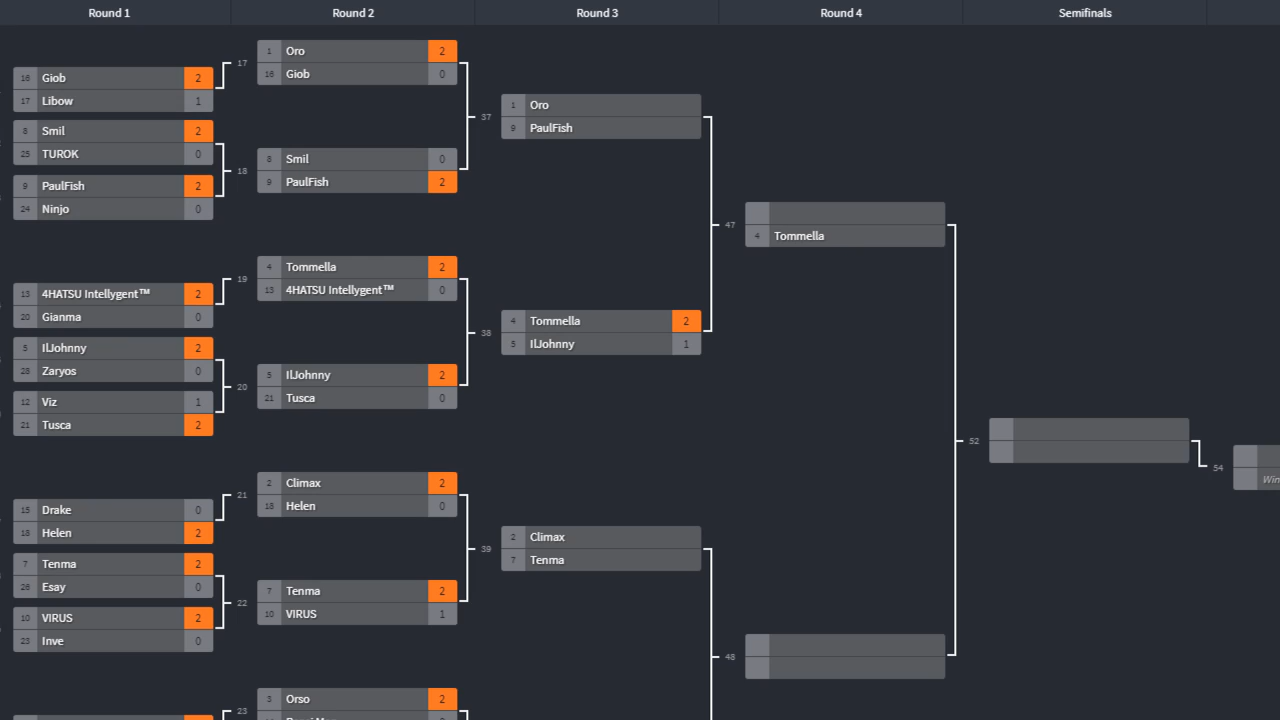 Round 1
Round 2
Round 3
Round 4
Semifinals
16 Giob 2
17 Libow 1
8 Smil 2
25 TUROK 0
9 PaulFish 2
24 Ninjo 0
13 4HATSU Intellygent™ 2
20 Gianma 0
5 IlJohnny 2
28 Zaryos 0
12 Viz 1
21 Tusca 2
15 Drake 0
18 Helen 2
7 Tenma 2
26 Esay 0
10 VIRUS 2
23 Inve 0
17
1 Oro 2
16 Giob 0
18
8 Smil 0
9 PaulFish 2
19
4 Tommella 2
13 4HATSU Intellygent™ 0
20
5 IlJohnny 2
21 Tusca 0
21
2 Climax 2
18 Helen 0
22
7 Tenma 2
10 VIRUS 1
23
3 Orso 2
37
1 Oro
9 PaulFish
38
4 Tommella 2
5 IlJohnny 1
39
2 Climax
7 Tenma
47
4 Tommella
48
52
54
Win